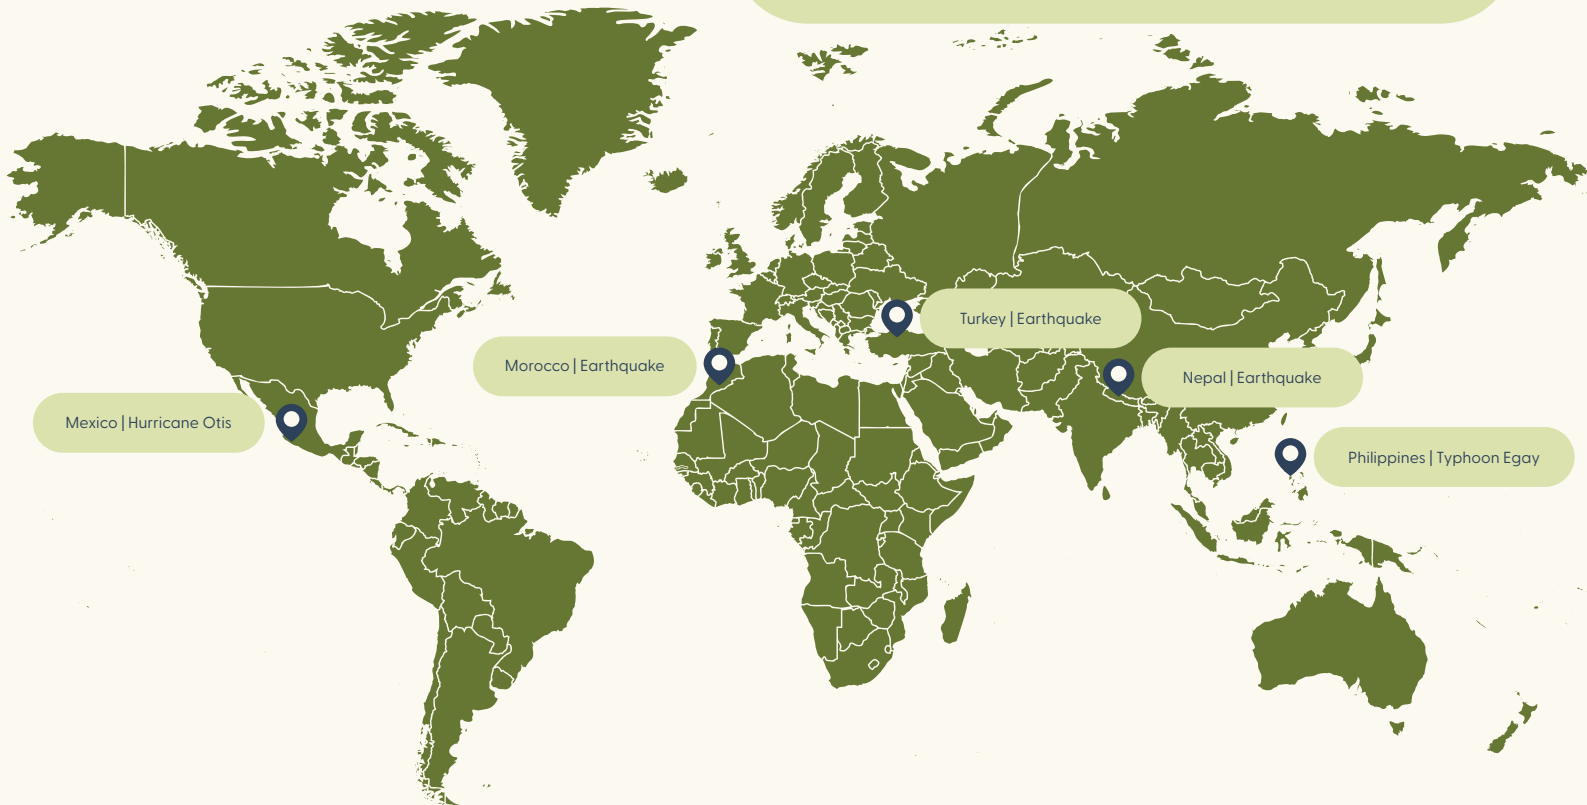 Turkey | Earthquake
Morocco | Earthquake
Nepal | Earthquake
Mexico | Hurricane Otis
Philippines | Typhoon Egay